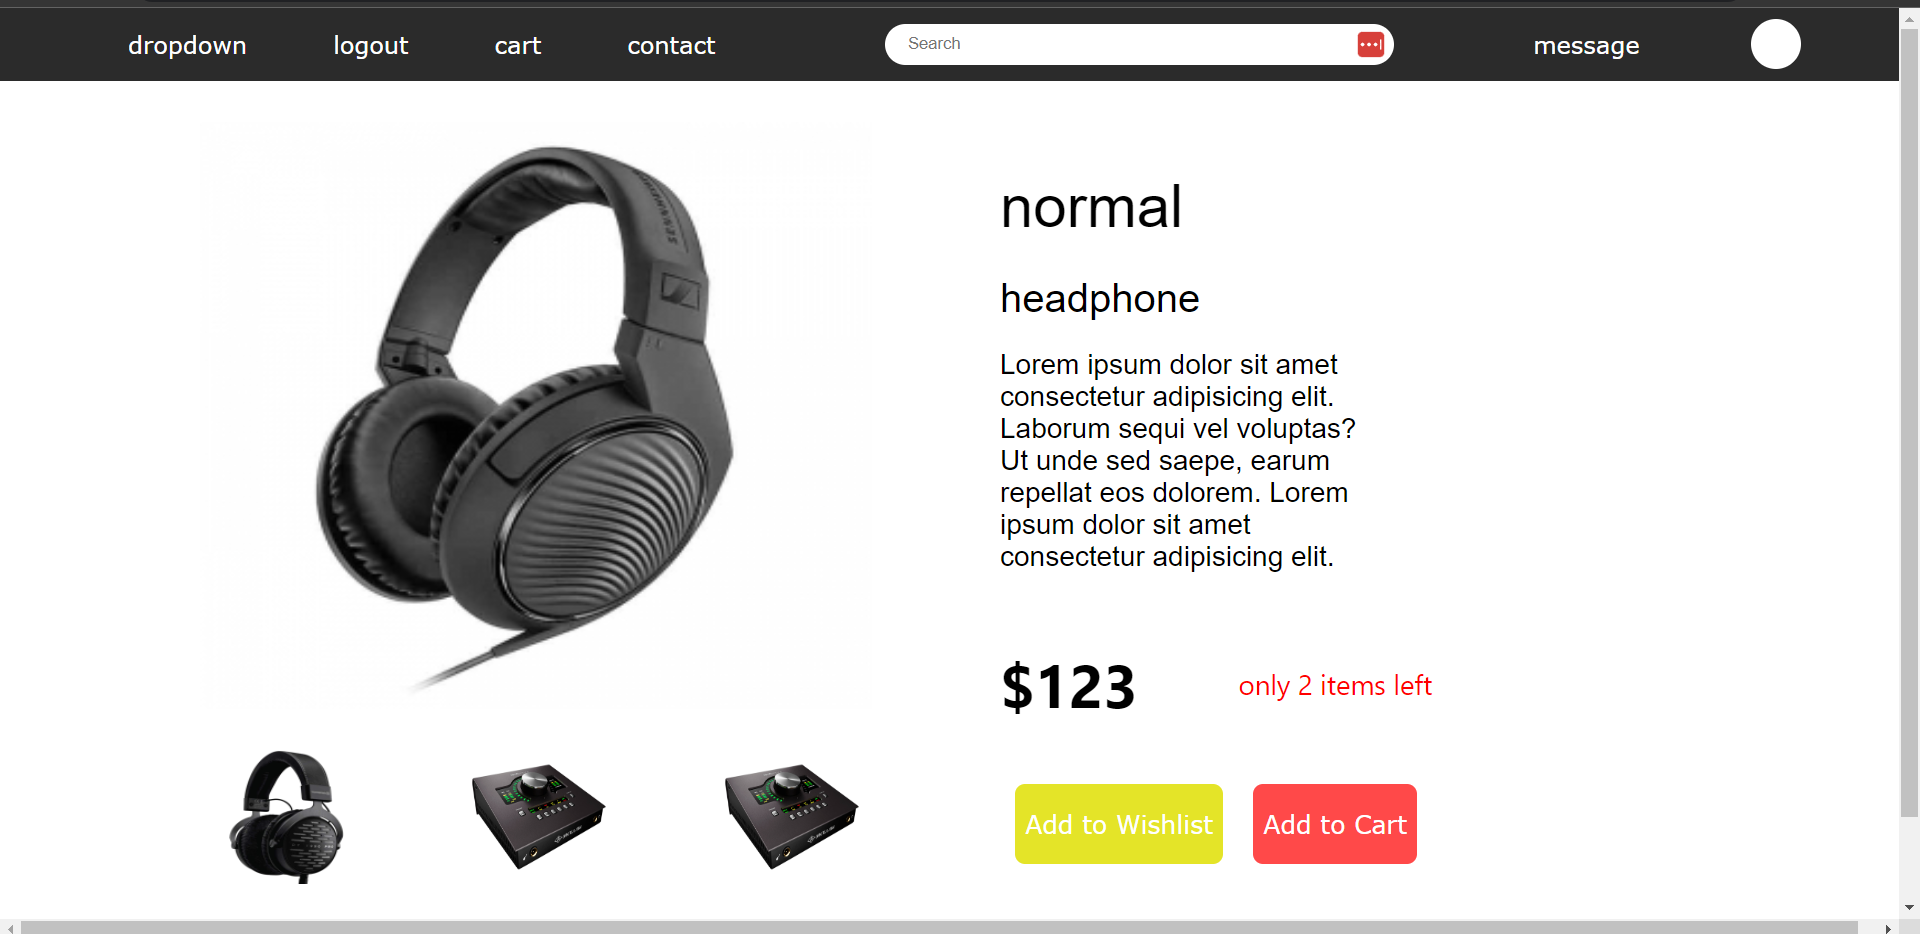 dropdown logout cart contact Search message
SENNHEISER
normal
headphone
Lorem ipsum dolor sit amet
consectetur adipisicing elit.
Laborum sequi vel voluptas?
Ut unde sed saepe, earum
repellat eos dolorem. Lorem
ipsum dolor sit amet
consectetur adipisicing elit.
$123 only 2 items left
Add to Wishlist Add to Cart